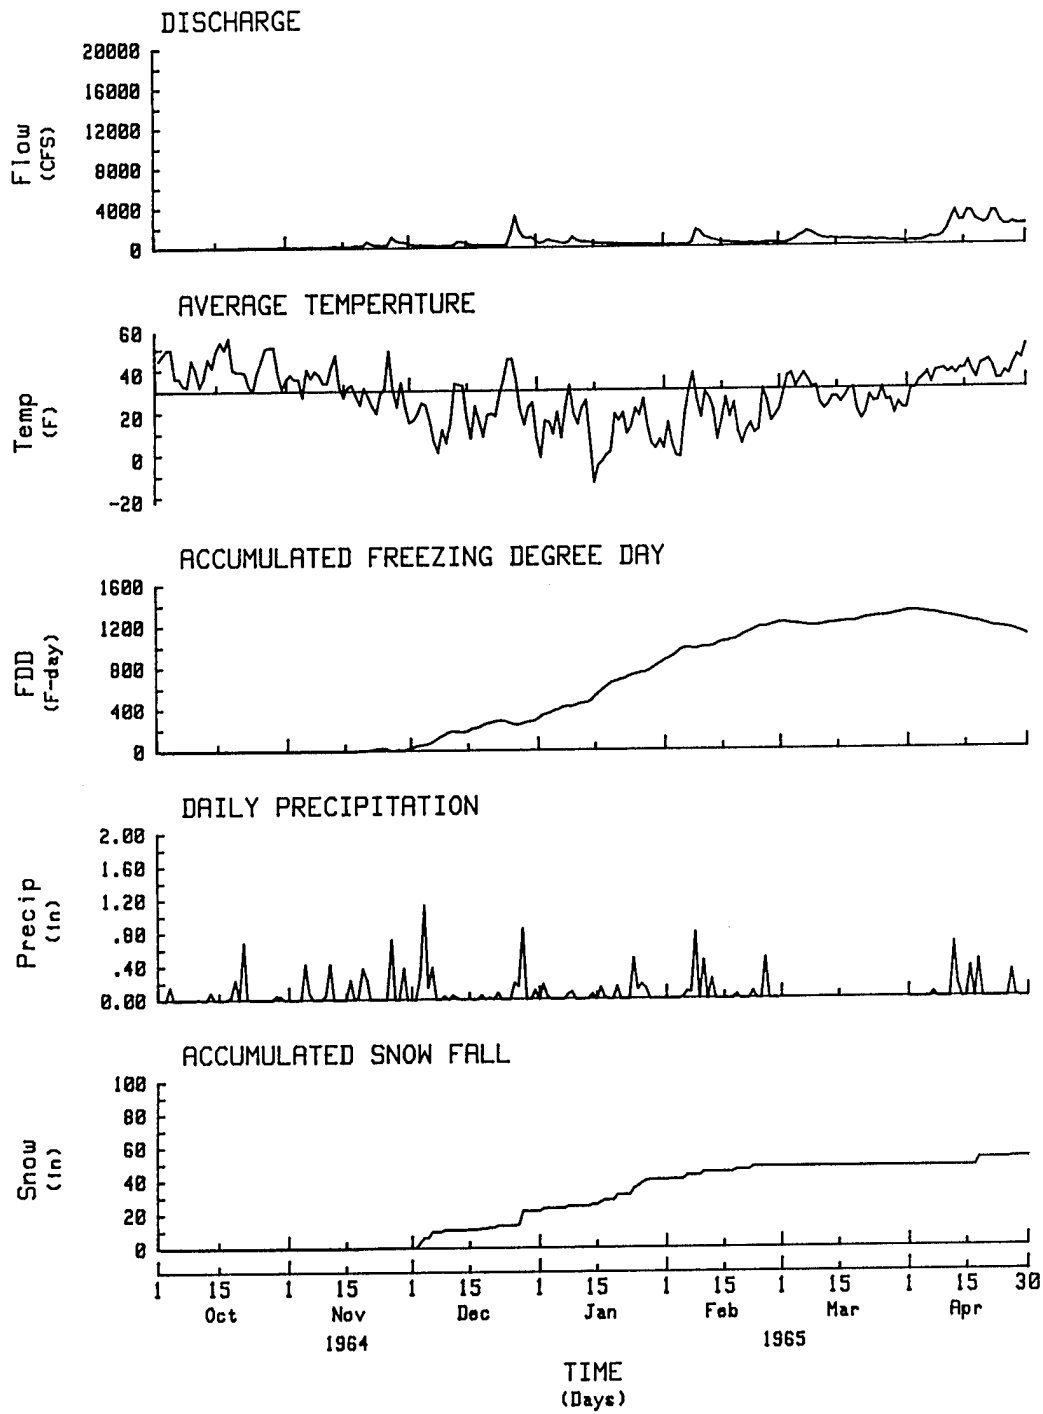 DISCHARGE
20000
16000
12000
8000
4000
0
Flow
(CFS)
AVERAGE TEMPERATURE
60
40
20
0
-20
Temp
(F)
ACCUMULATED FREEZING DEGREE DAY
1600
1200
800
400
0
FDD
(F-day)
DAILY PRECIPITATION
2.00
1.60
1.20
.80
.40
0.00
Precip
(in)
ACCUMULATED SNOW FALL
100
80
60
40
20
0
Snow
(in)
1 15 1 15 1 15 1 15 1 15 1 15 1 15 30
Oct Nov Dec Jan Feb Mar Apr
1964 1965
TIME
(Days)